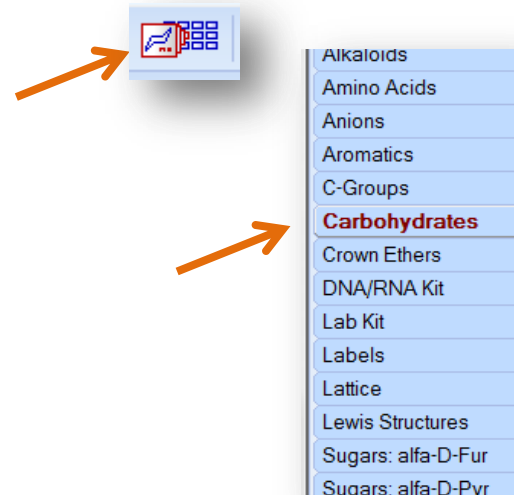 Alkaloids
Amino Acids
Anions
Aromatics
C-Groups
Carbohydrates
Crown Ethers
DNA/RNA Kit
Lab Kit
Labels
Lattice
Lewis Structures
Sugars: alfa-D-Fur
Sugars: alfa-D-Pyr